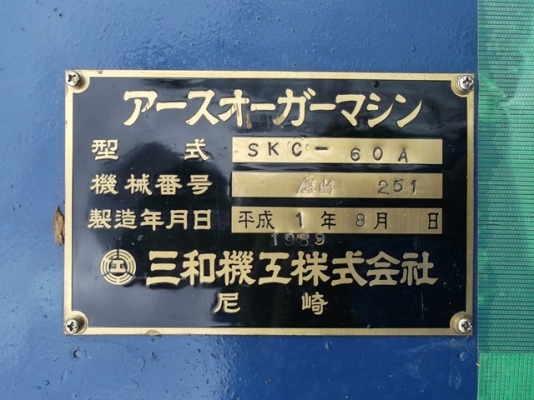 アースオーガーマシン
型式 SKC-60A
機械番号 251
製造年月日 平成1年8月 日
1989
三和機工株式会社
尼崎